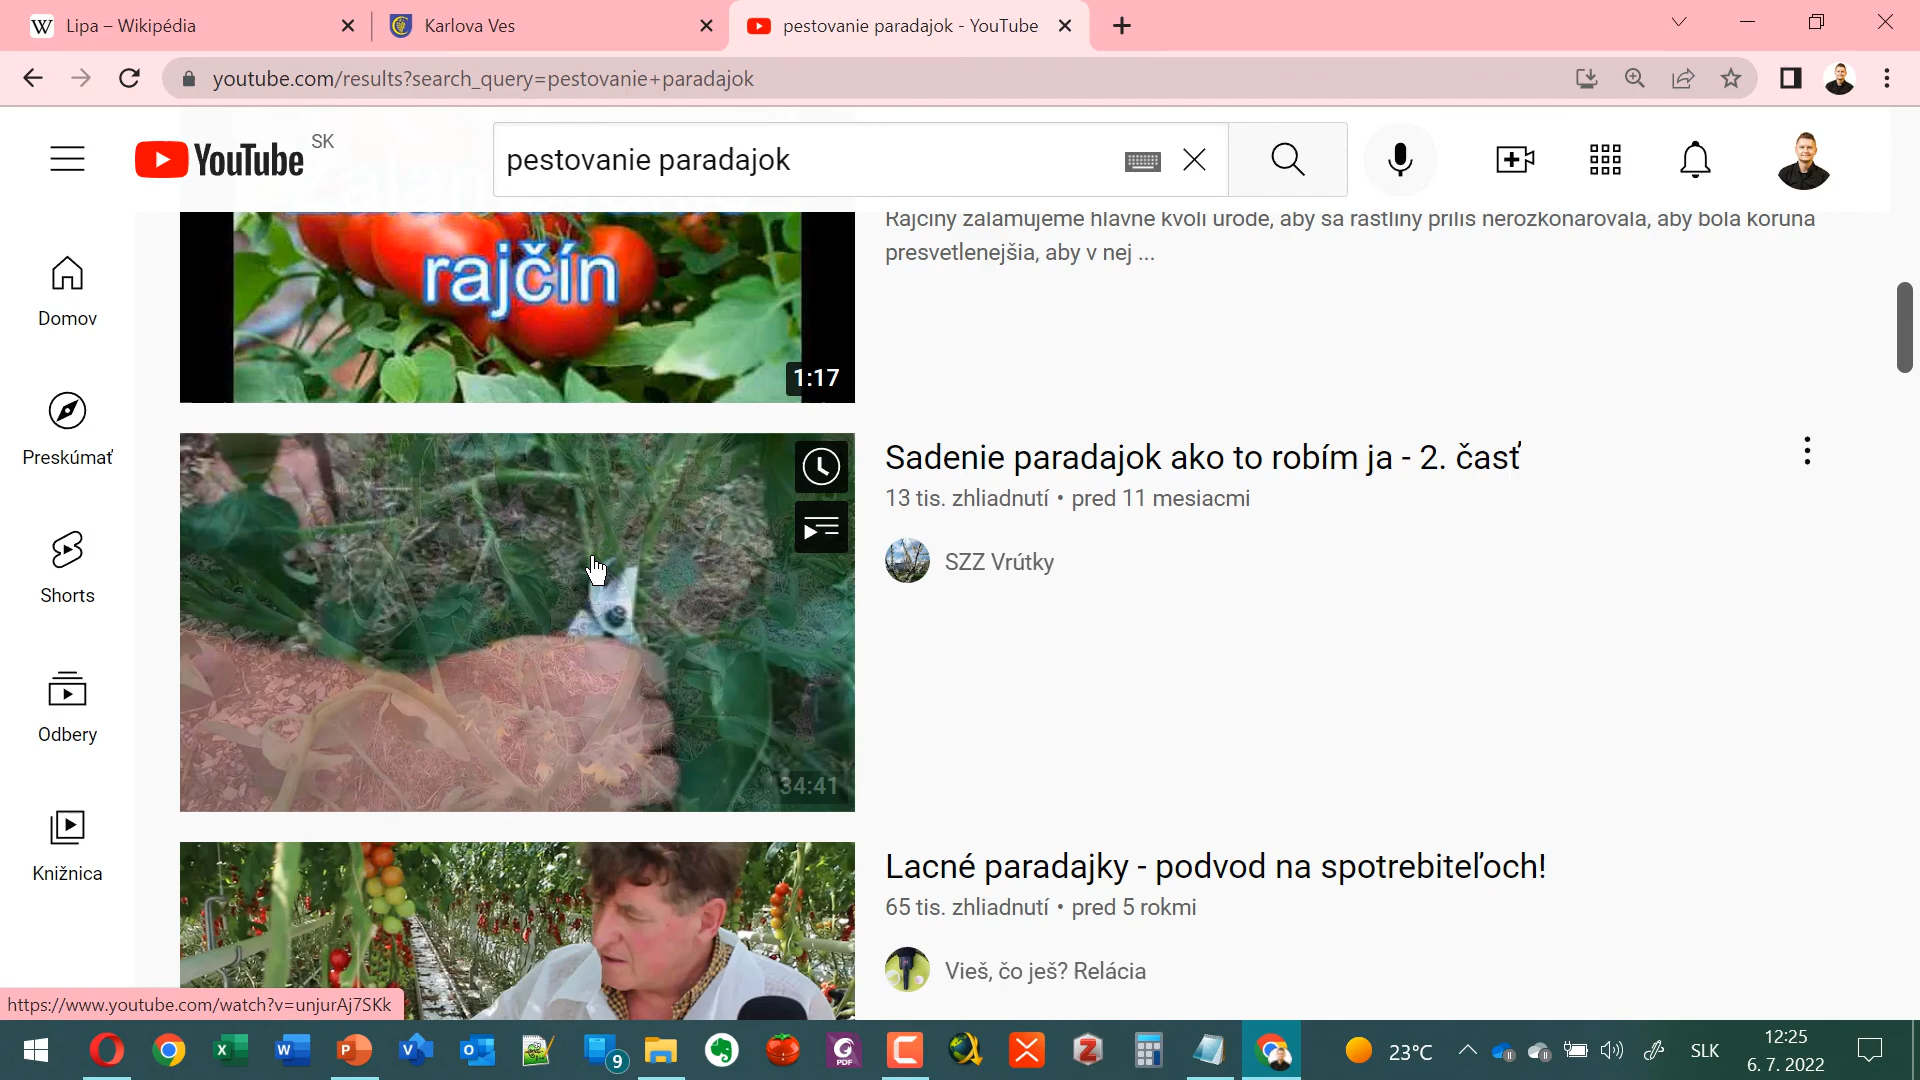 Lipa – Wikipédia
Karlova Ves
pestovanie paradajok - YouTube
youtube.com/results?search_query=pestovanie+paradajok
YouTube SK
pestovanie paradajok
Rajčiny zalamujeme hlavne kvôli úrode, aby sa rastliny príliš nerozkonárovala, aby bola koruna
presvetlenejšia, aby v nej ...
rajčín
1:17
Domov
Preskúmať
Shorts
Odbery
Knižnica
Sadenie paradajok ako to robím ja - 2. časť
13 tis. zhliadnutí • pred 11 mesiacmi
SZZ Vrútky
34:41
Lacné paradajky - podvod na spotrebiteľoch!
65 tis. zhliadnutí • pred 5 rokmi
Vieš, čo ješ? Relácia
https://www.youtube.com/watch?v=unjurAj7SKk
9
PDF
23°C
SLK
12:25
6. 7. 2022